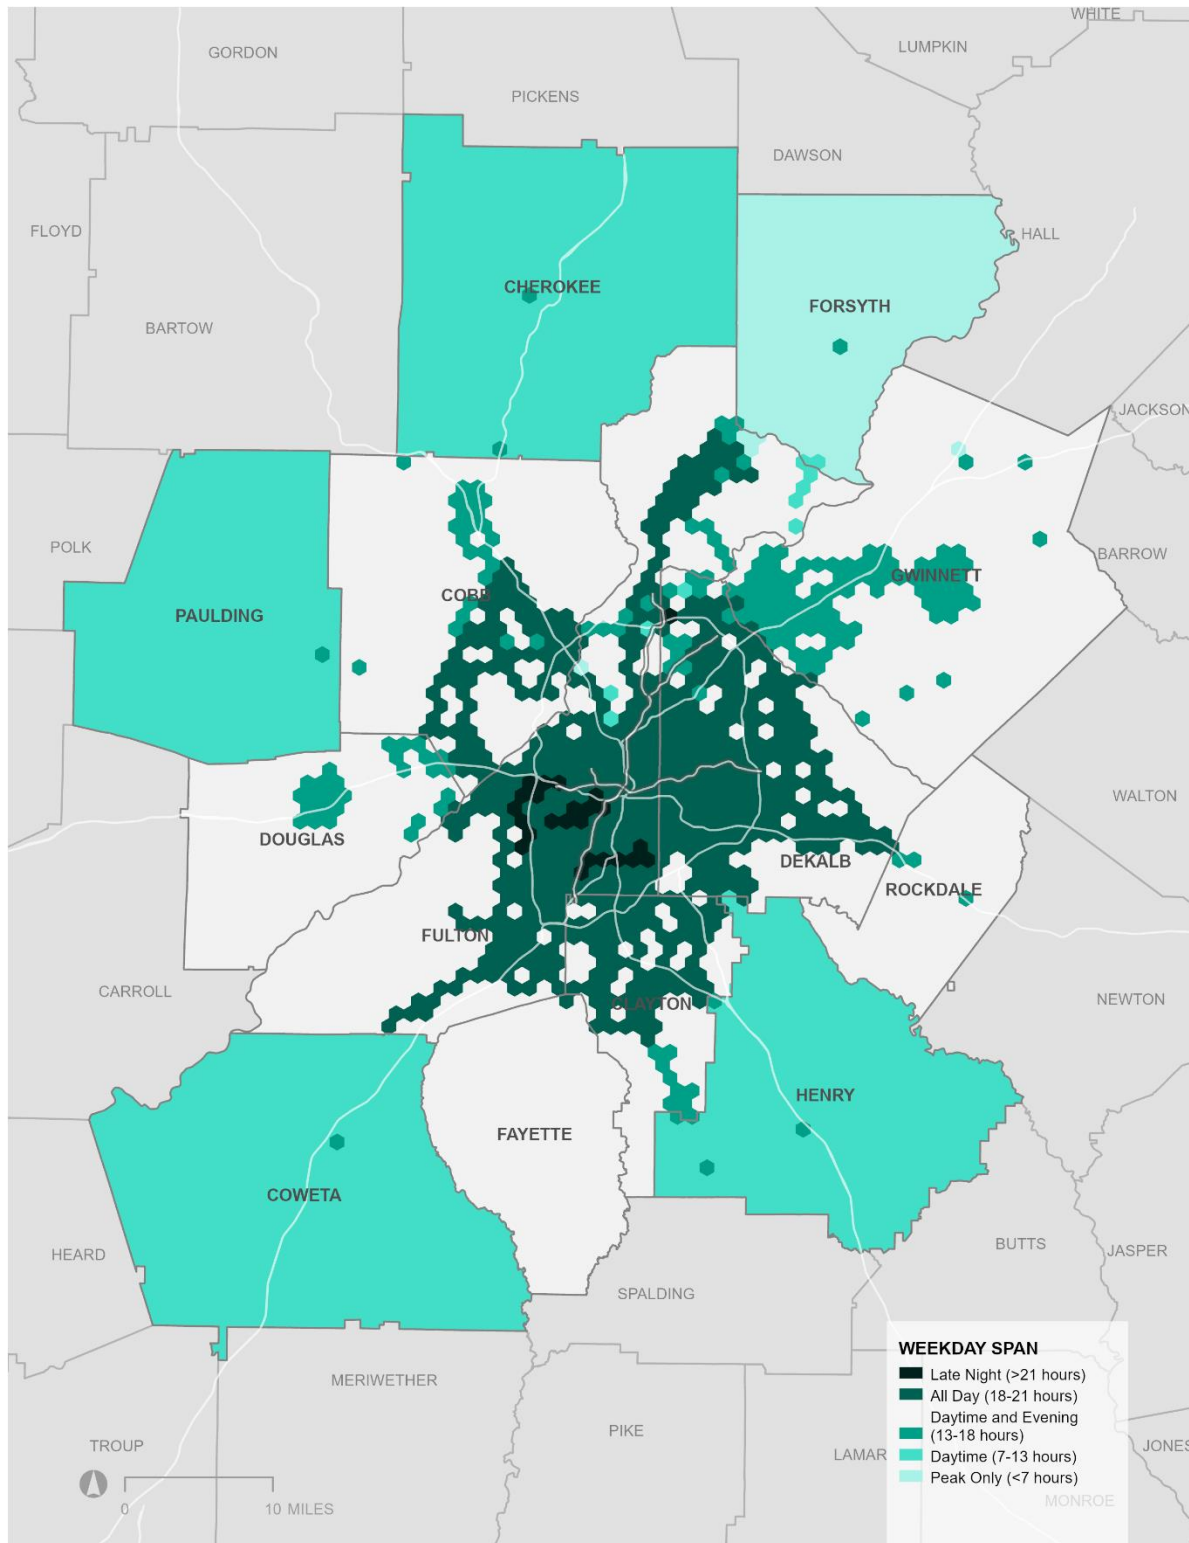 WHITE
LUMPKIN
GORDON
PICKENS
DAWSON
FLOYD
HALL
CHEROKEE
FORSYTH
BARTOW
JACKSON
POLK
BARROW
GWINNETT
COBB
PAULDING
WALTON
DOUGLAS
DEKALB
ROCKDALE
FULTON
CARROLL
NEWTON
CLAYTON
HENRY
FAYETTE
COWETA
BUTTS
JASPER
HEARD
SPALDING
WEEKDAY SPAN
Late Night (>21 hours)
All Day (18-21 hours)
Daytime and Evening
(13-18 hours)
Daytime (7-13 hours)
Peak Only (<7 hours)
MERIWETHER
PIKE
TROUP
LAMAR
JONES
MONROE
0 10 MILES